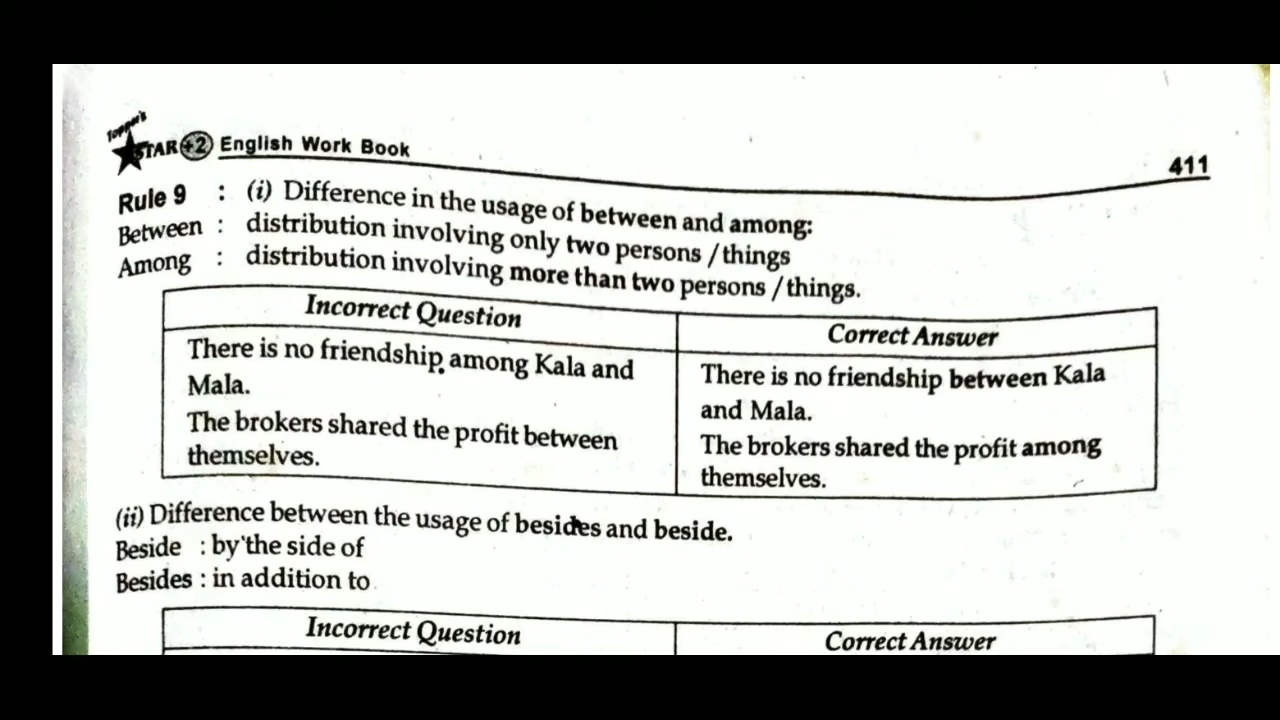 Topper's
STAR +2 English Work Book
411
Rule 9 : (i) Difference in the usage of between and among:
Between : distribution involving only two persons / things
Among : distribution involving more than two persons / things.
Incorrect Question
Correct Answer
There is no friendship among Kala and
Mala.
The brokers shared the profit between
themselves.
There is no friendship between Kala
and Mala.
The brokers shared the profit among
themselves.
(ii) Difference between the usage of besides and beside.
Beside : by the side of
Besides : in addition to
Incorrect Question
Correct Answer